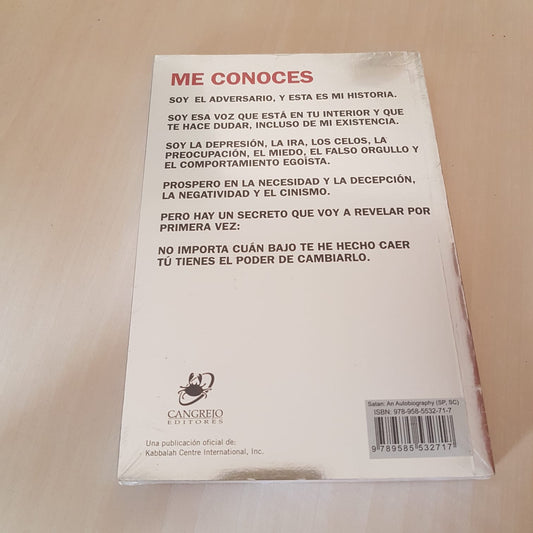 ME CONOCES
SOY EL ADVERSARIO, Y ESTA ES MI HISTORIA.
SOY ESA VOZ QUE ESTÁ EN TU INTERIOR Y QUE
TE HACE DUDAR, INCLUSO DE MI EXISTENCIA.
SOY LA DEPRESIÓN, LA IRA, LOS CELOS, LA
PREOCUPACIÓN, EL MIEDO, EL FALSO ORGULLO Y
EL COMPORTAMIENTO EGOÍSTA.
PROSPERO EN LA NECESIDAD Y LA DECEPCIÓN,
LA NEGATIVIDAD Y EL CINISMO.
PERO HAY UN SECRETO QUE VOY A REVELAR POR
PRIMERA VEZ:
NO IMPORTA CUÁN BAJO TE HE HECHO CAER
TÚ TIENES EL PODER DE CAMBIARLO.
CANGREJO
EDITORES
Una publicación oficial de:
Kabbalah Centre International, Inc.
Satan: An Autobiography (SP, SC)
ISBN: 978-958-5532-71-7
9 789585 532717